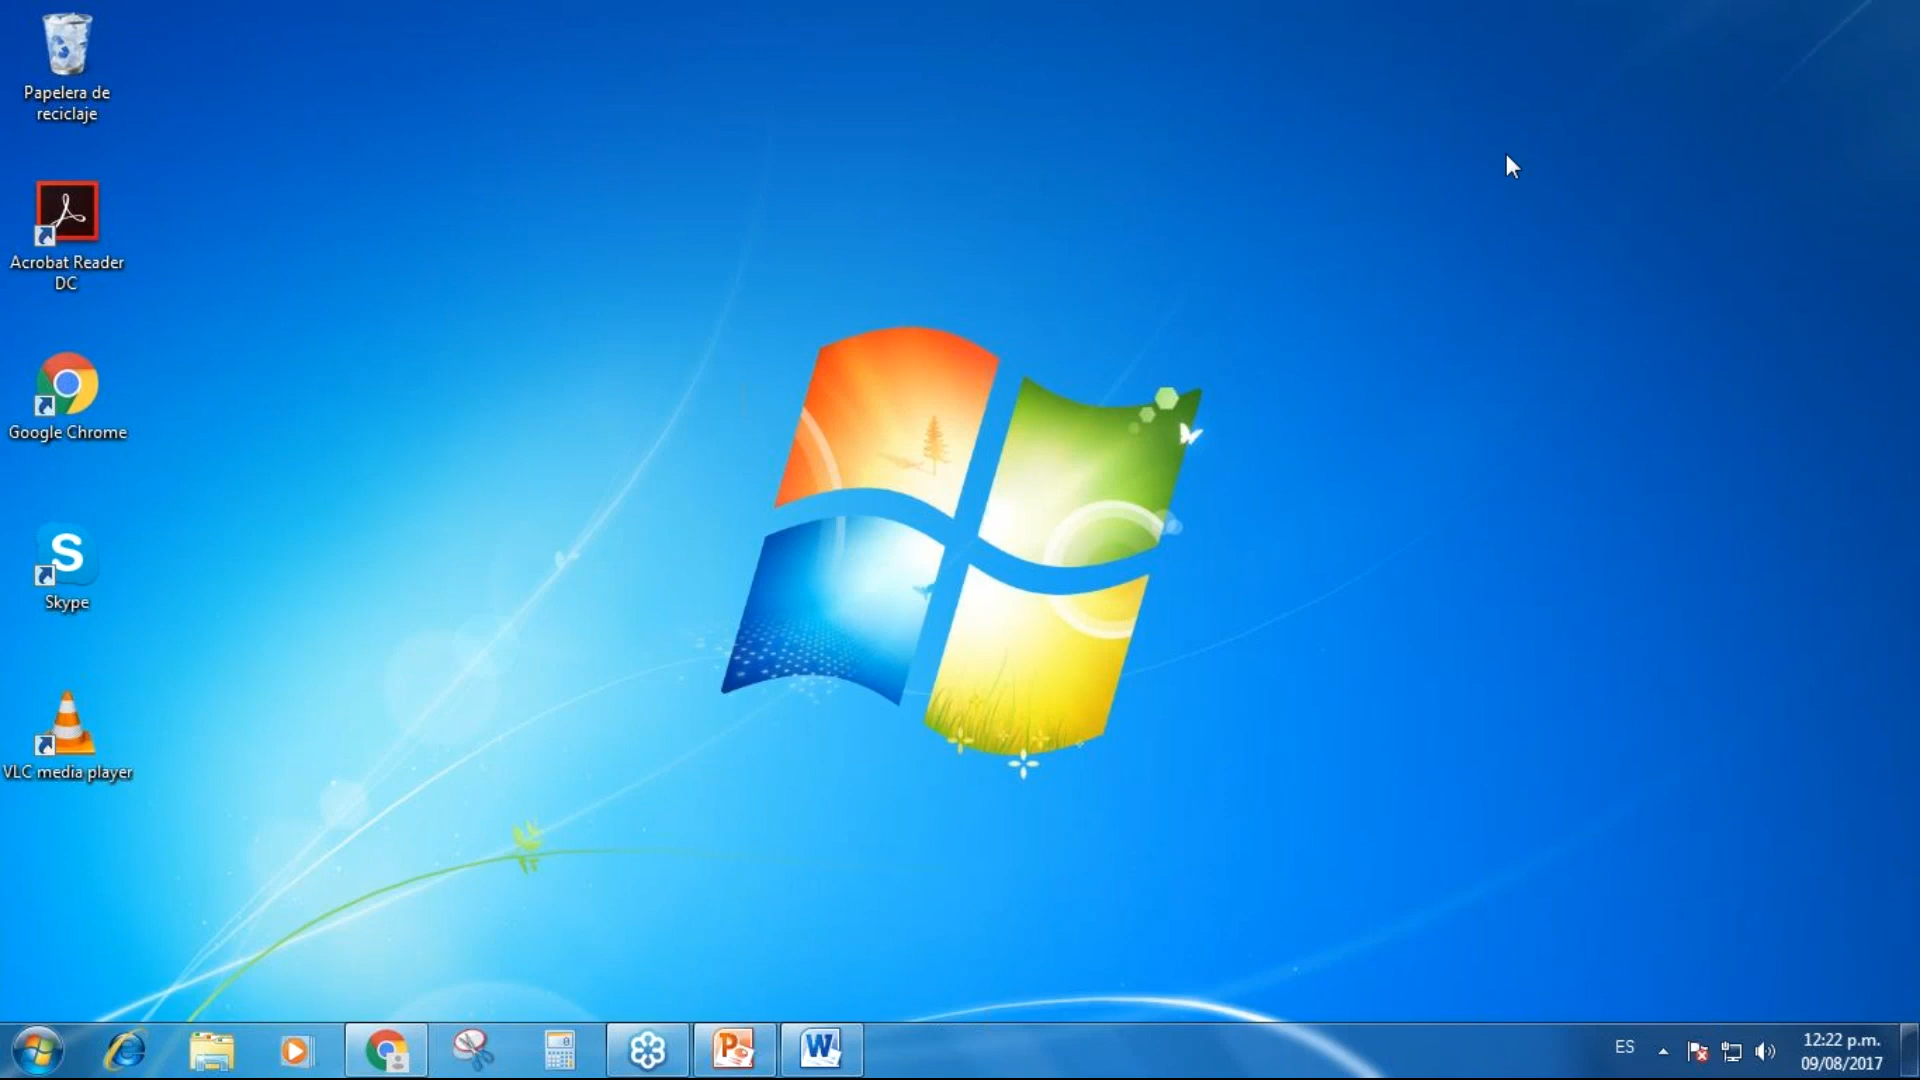 Papelera de
reciclaje
Acrobat Reader
DC
Google Chrome
S
Skype
VLC media player
P
W
ES
12:22 p.m.
09/08/2017